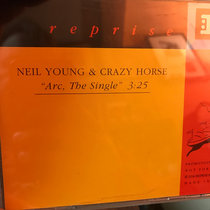 reprise
NEIL YOUNG & CRAZY HORSE
"Arc, The Single" 3:25